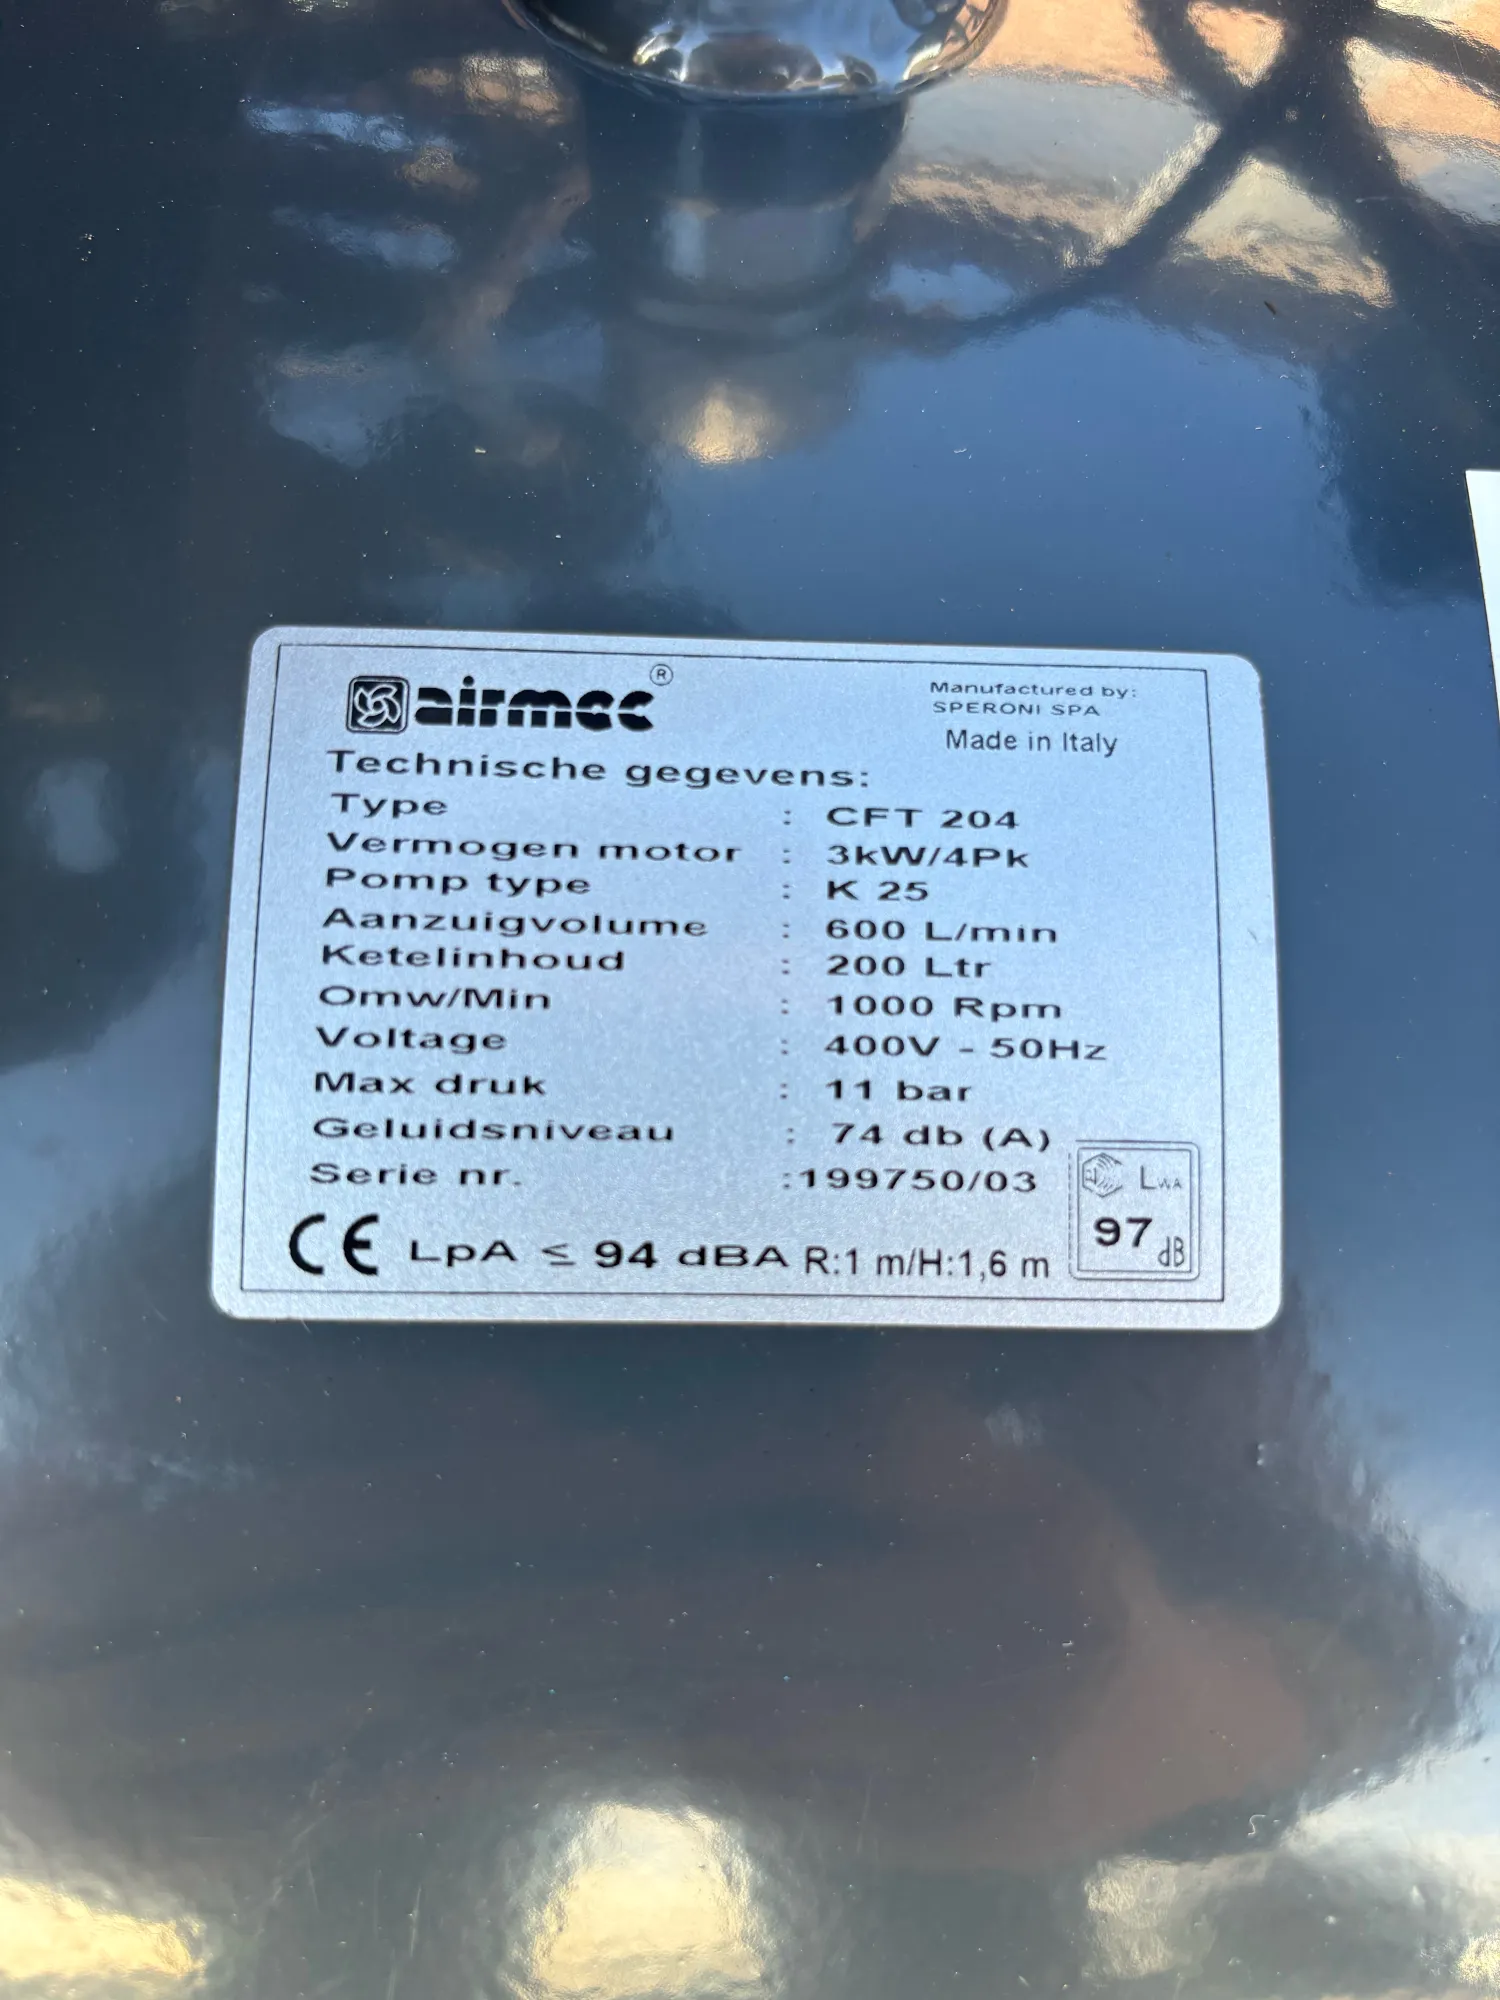 airmec ®
Manufactured by:
SPERONI SPA
Made in Italy
Technische gegevens:
Type : CFT 204
Vermogen motor : 3kW/4Pk
Pomp type : K 25
Aanzuigvolume : 600 L/min
Ketelinhoud : 200 Ltr
Omw/Min : 1000 Rpm
Voltage : 400V - 50Hz
Max druk : 11 bar
Geluidsniveau : 74 db (A)
Serie nr. :199750/03
CE LpA ≤ 94 dBA R:1 m/H:1,6 m
LWA
97 dB